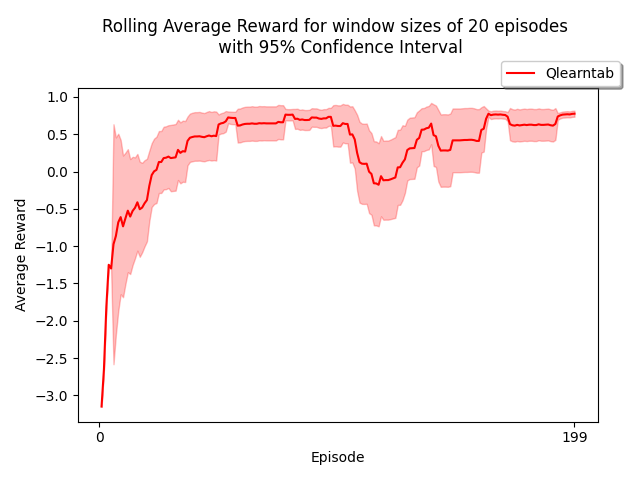 Rolling Average Reward for window sizes of 20 episodes
with 95% Confidence Interval
Qlearntab
1.0
0.5
0.0
−0.5
−1.0
−1.5
−2.0
−2.5
−3.0
Average Reward
0
199
Episode